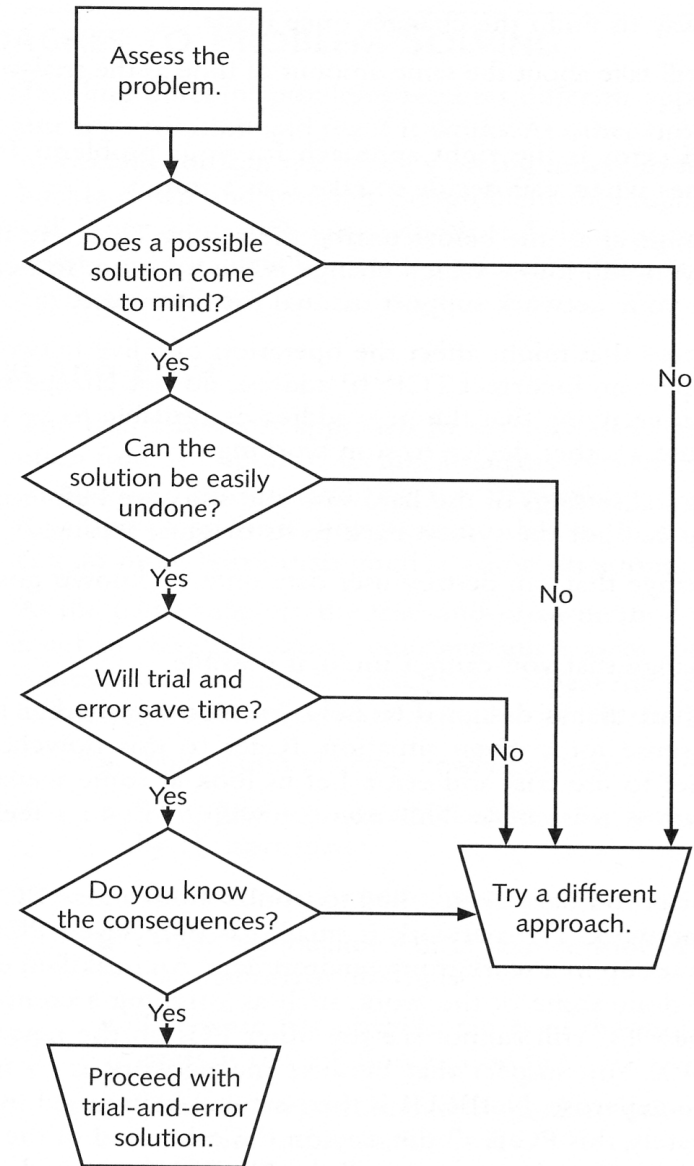 Assess the
problem.
Does a possible
solution come
to mind?
Yes
No
Can the
solution be easily
undone?
Yes
No
Will trial and
error save time?
No
Yes
Do you know
the consequences?
Try a different
approach.
Yes
Proceed with
trial-and-error
solution.